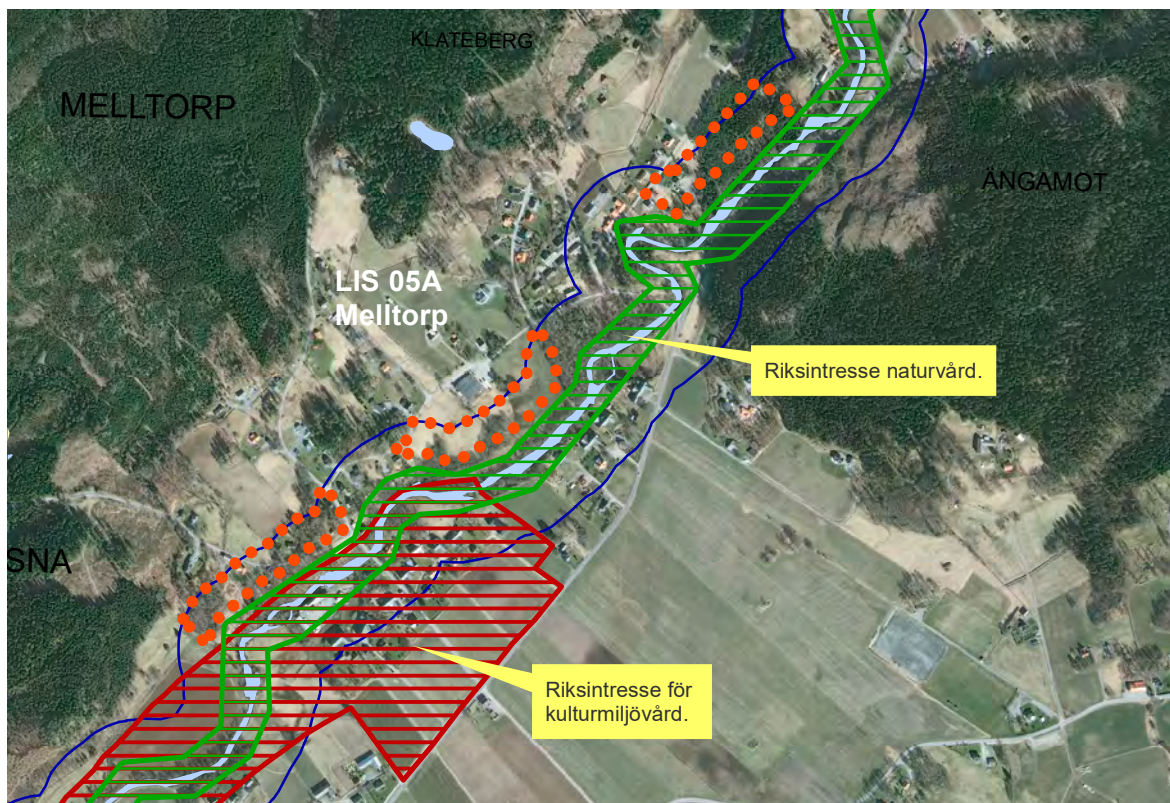 KLATEBERG
MELLTORP
ÄNGAMOT
LIS 05A
Melltorp
Riksintresse naturvård.
SNA
Riksintresse för
kulturmiljövård.